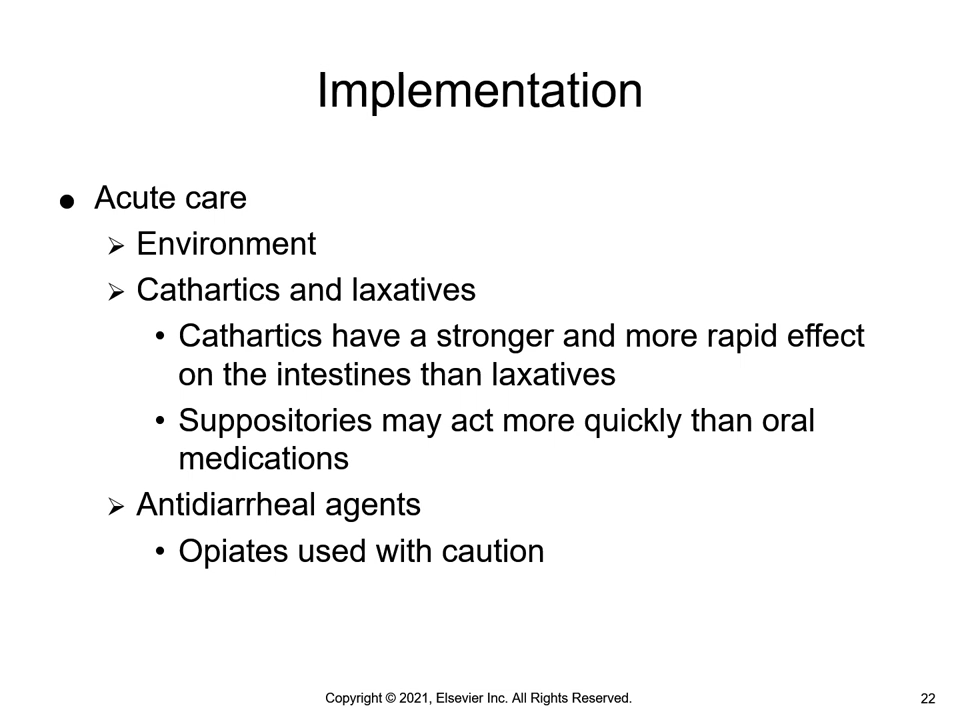 Implementation
● Acute care
➢ Environment
➢ Cathartics and laxatives
• Cathartics have a stronger and more rapid effect
on the intestines than laxatives
• Suppositories may act more quickly than oral
medications
➢ Antidiarrheal agents
• Opiates used with caution
Copyright © 2021, Elsevier Inc. All Rights Reserved.
22